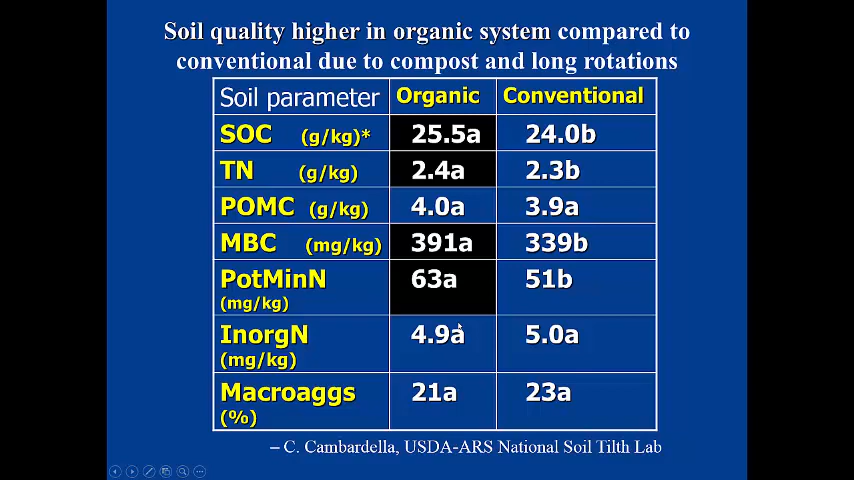 Soil quality higher in organic system compared to
conventional due to compost and long rotations
Soil parameter Organic Conventional
SOC (g/kg)* 25.5a 24.0b
TN (g/kg) 2.4a 2.3b
POMC (g/kg) 4.0a 3.9a
MBC (mg/kg) 391a 339b
PotMinN 63a 51b
(mg/kg)
InorgN 4.9a 5.0a
(mg/kg)
Macroaggs 21a 23a
(%)
– C. Cambardella, USDA-ARS National Soil Tilth Lab